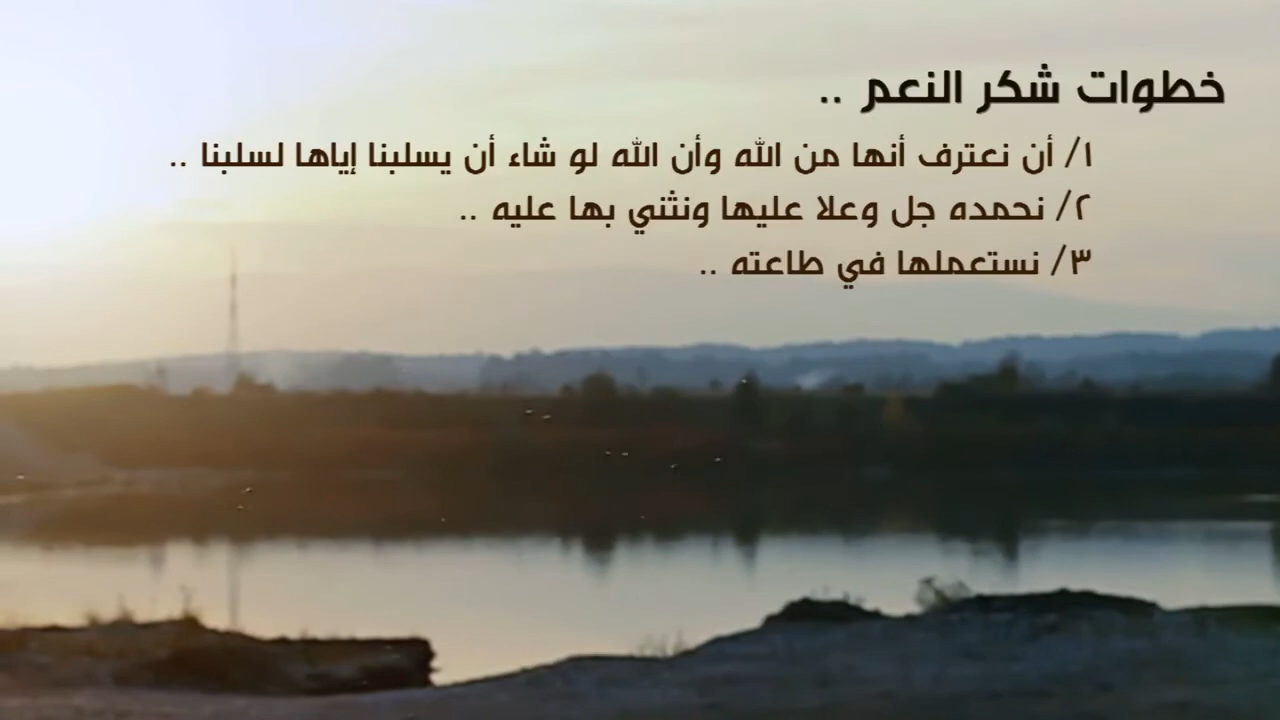 خطوات شكر النعم ..
١/ أن نعترف أنها من الله وأن الله لو شاء أن يسلبنا إياها لسلبنا ..
٢/ نحمده جل وعلا عليها ونثني بها عليه ..
٣/ نستعملها في طاعته ..